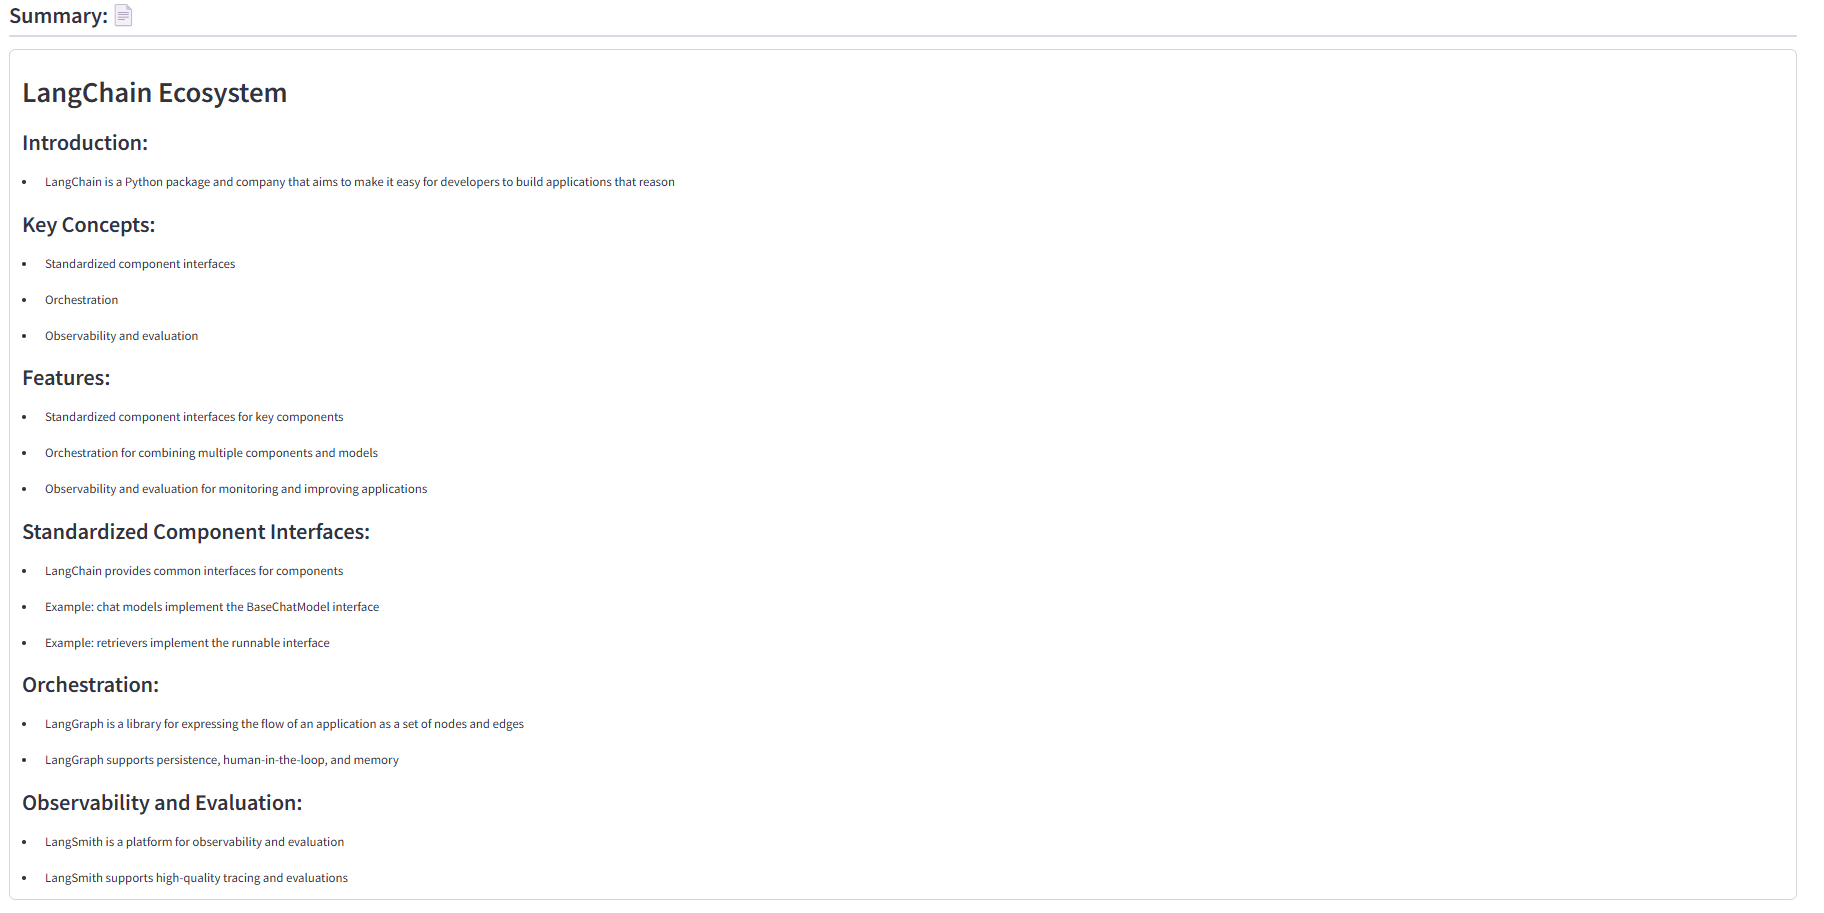 Summary:
LangChain Ecosystem
Introduction:
• LangChain is a Python package and company that aims to make it easy for developers to build applications that reason
Key Concepts:
• Standardized component interfaces
• Orchestration
• Observability and evaluation
Features:
• Standardized component interfaces for key components
• Orchestration for combining multiple components and models
• Observability and evaluation for monitoring and improving applications
Standardized Component Interfaces:
• LangChain provides common interfaces for components
• Example: chat models implement the BaseChatModel interface
• Example: retrievers implement the runnable interface
Orchestration:
• LangGraph is a library for expressing the flow of an application as a set of nodes and edges
• LangGraph supports persistence, human-in-the-loop, and memory
Observability and Evaluation:
• LangSmith is a platform for observability and evaluation
• LangSmith supports high-quality tracing and evaluations